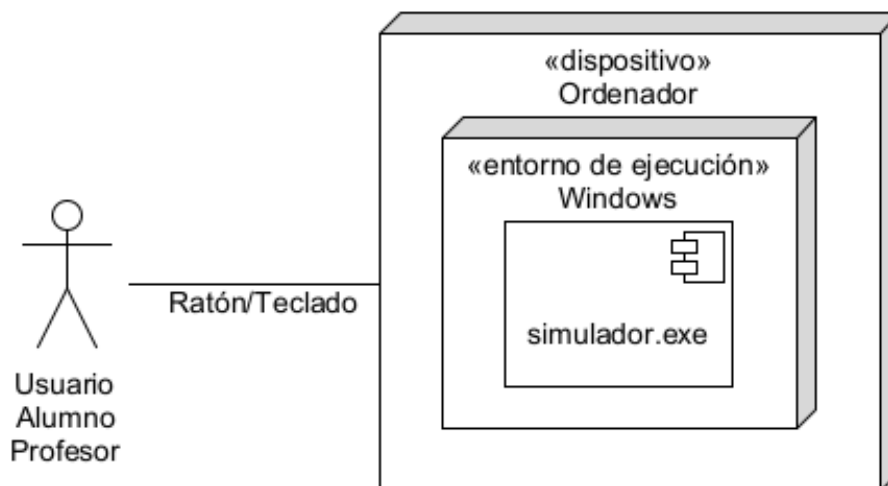 «dispositivo»
Ordenador
«entorno de ejecución»
Windows
simulador.exe
Ratón/Teclado
Usuario
Alumno
Profesor